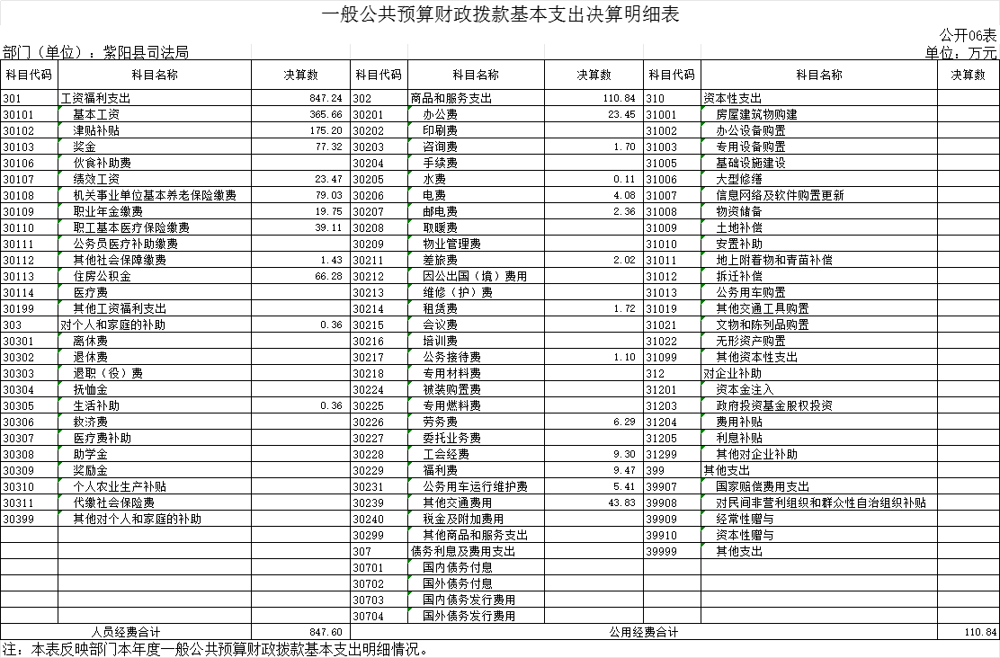 一般公共预算财政拨款基本支出决算明细表
公开06表
部门（单位）：紫阳县司法局 单位：万元
科目代码 科目名称 决算数 科目代码 科目名称 决算数 科目代码 科目名称 决算数
301 工资福利支出 847.24 302 商品和服务支出 110.84 310 资本性支出
30101 基本工资 365.66 30201 办公费 23.45 31001 房屋建筑物购建
30102 津贴补贴 175.20 30202 印刷费 31002 办公设备购置
30103 奖金 77.32 30203 咨询费 1.70 31003 专用设备购置
30106 伙食补助费 30204 手续费 31005 基础设施建设
30107 绩效工资 23.47 30205 水费 0.11 31006 大型修缮
30108 机关事业单位基本养老保险缴费 79.03 30206 电费 4.08 31007 信息网络及软件购置更新
30109 职业年金缴费 19.75 30207 邮电费 2.36 31008 物资储备
30110 职工基本医疗保险缴费 39.11 30208 取暖费 31009 土地补偿
30111 公务员医疗补助缴费 30209 物业管理费 31010 安置补助
30112 其他社会保障缴费 1.43 30211 差旅费 2.02 31011 地上附着物和青苗补偿
30113 住房公积金 66.28 30212 因公出国（境）费用 31012 拆迁补偿
30114 医疗费 30213 维修（护）费 31013 公务用车购置
30199 其他工资福利支出 30214 租赁费 1.72 31019 其他交通工具购置
303 对个人和家庭的补助 0.36 30215 会议费 31021 文物和陈列品购置
30301 离休费 30216 培训费 31022 无形资产购置
30302 退休费 30217 公务接待费 1.10 31099 其他资本性支出
30303 退职（役）费 30218 专用材料费 312 对企业补助
30304 抚恤金 30224 被装购置费 31201 资本金注入
30305 生活补助 0.36 30225 专用燃料费 31203 政府投资基金股权投资
30306 救济费 30226 劳务费 6.29 31204 费用补贴
30307 医疗费补助 30227 委托业务费 31205 利息补贴
30308 助学金 30228 工会经费 9.30 31299 其他对企业补助
30309 奖励金 30229 福利费 9.47 399 其他支出
30310 个人农业生产补贴 30231 公务用车运行维护费 5.41 39907 国家赔偿费用支出
30311 代缴社会保险费 30239 其他交通费用 43.83 39908 对民间非营利组织和群众性自治组织补贴
30399 其他对个人和家庭的补助 30240 税金及附加费用 39909 经常性赠与
30299 其他商品和服务支出 39910 资本性赠与
307 债务利息及费用支出 39999 其他支出
30701 国内债务付息
30702 国外债务付息
30703 国内债务发行费用
30704 国外债务发行费用
人员经费合计 847.60 公用经费合计 110.84
注：本表反映部门本年度一般公共预算财政拨款基本支出明细情况。